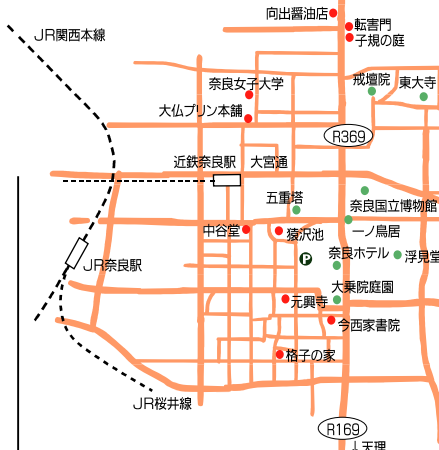 向出醤油店
転害門
子規の庭
JR関西本線
戒壇院
東大寺
奈良女子大学
大仏プリン本舗
R369
近鉄奈良駅
大宮通
五重塔
奈良国立博物館
中谷堂
猿沢池
一ノ鳥居
奈良ホテル
浮見堂
P
JR奈良駅
大乗院庭園
元興寺
今西家書院
格子の家
JR桜井線
R169
↓天理